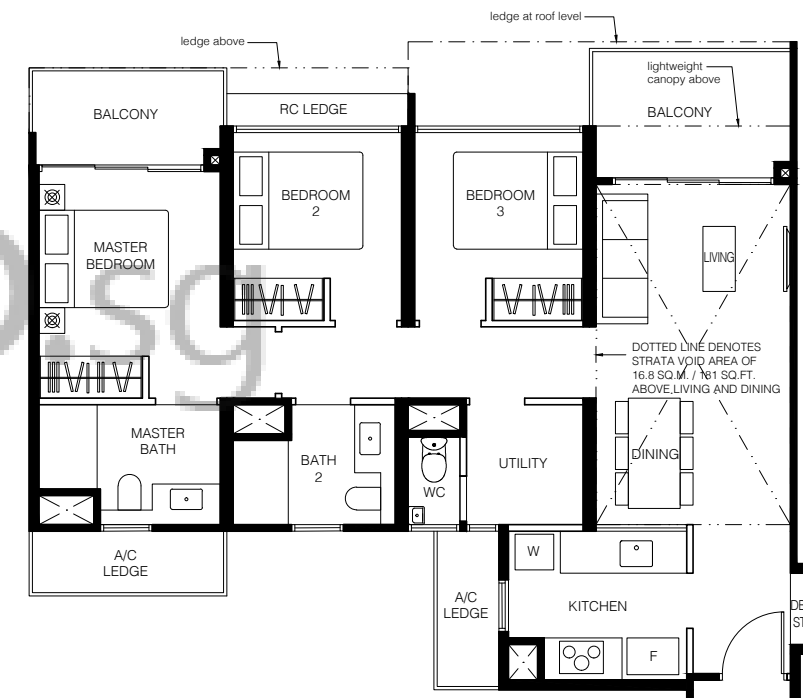 ledge at roof level
ledge above
lightweight
canopy above
BALCONY
RC LEDGE
BALCONY
BEDROOM
2
BEDROOM
3
MASTER
BEDROOM
LIVING
.sg
DOTTED LINE DENOTES
STRATA VOID AREA OF
16.8 SQ.M. / 181 SQ.FT.
ABOVE LIVING AND DINING
MASTER
BATH
BATH
2
WC
UTILITY
DINING
A/C
LEDGE
W
A/C
LEDGE
KITCHEN
F